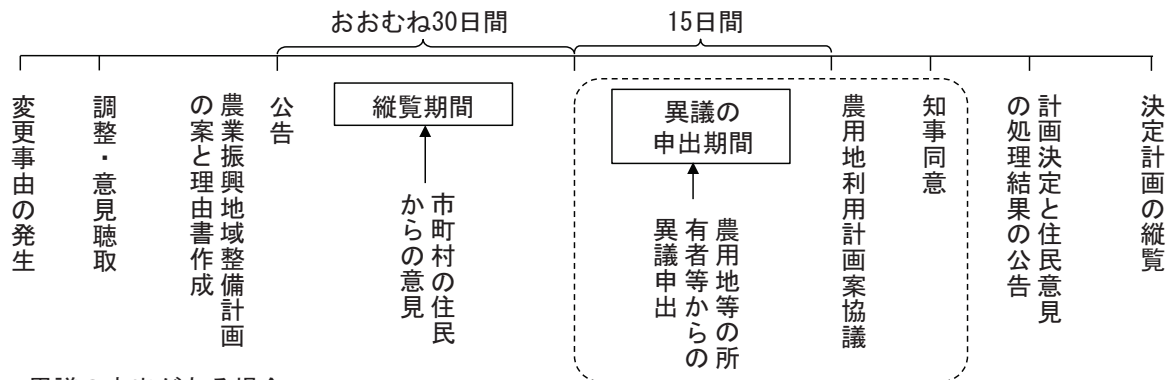 おおむね30日間
15日間
変更事由の発生
調整・意見聴取
農業振興地域整備計画
の案と理由書作成
公告
縦覧期間
市町村の住民
からの意見
異議の
申出期間
農用地等の所
有者等からの
異議申出
農用地利用計画案協議
知事同意
計画決定と住民意見
の処理結果の公告
決定計画の縦覧